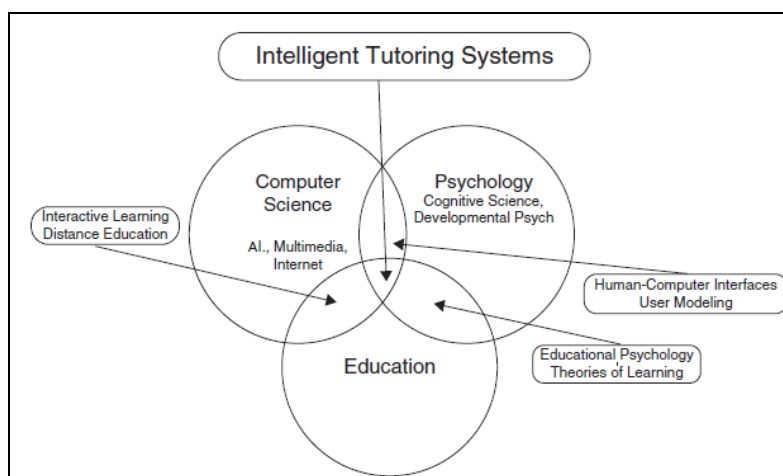 Intelligent Tutoring Systems
Computer
Science
AI., Multimedia,
Internet
Psychology
Cognitive Science,
Developmental Psych
Interactive Learning
Distance Education
Human-Computer Interfaces
User Modeling
Educational Psychology
Theories of Learning
Education